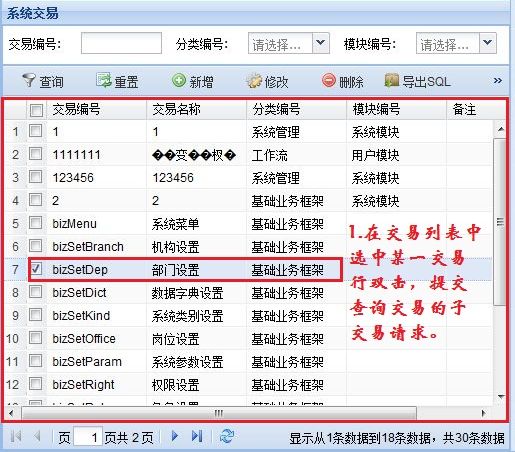 系统交易
交易编号: 分类编号: 请选择... 模块编号: 请选择...
查询 重置 新增 修改 删除 导出SQL »
交易编号 交易名称 分类编号 模块编号 备注
1 1 1 系统管理 系统模块
2 1111111 ��变��权� 工作流 用户模块
3 123456 123456 系统管理 系统模块
4 2 2 基础业务框架 系统模块
5 bizMenu 系统菜单 基础业务框架
6 bizSetBranch 机构设置 基础业务框架
7 bizSetDep 部门设置 基础业务框架
8 bizSetDict 数据字典设置 基础业务框架
9 bizSetKind 系统类别设置 基础业务框架
10 bizSetOffice 岗位设置 基础业务框架
11 bizSetParam 系统参数设置 基础业务框架
12 bizSetRight 权限设置 基础业务框架
1.在交易列表中
选中某一交易
行双击，提交
查询交易的子
交易请求。
页 1 页共 2 页 显示从1条数据到18条数据，共30条数据